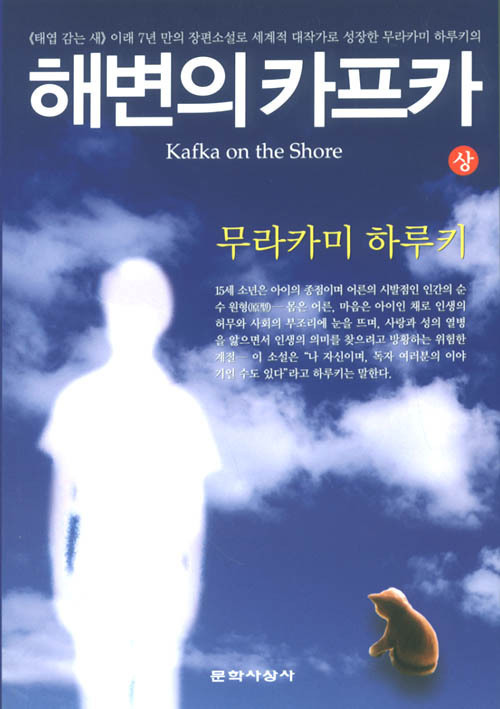 《태엽 감는 새》 이래 7년 만의 장편소설로 세계적 대작가로 성장한 무라카미 하루키의
해변의 카프카
Kafka on the Shore
상
무라카미 하루키
15세 소년은 아이의 종점이며 어른의 시발점인 인간의 순
수 원형(原型)―몸은 어른, 마음은 아이인 채로 인생의
허무와 사회의 부조리에 눈을 뜨며, 사랑과 성의 열병
을 앓으면서 인생의 의미를 찾으려고 방황하는 위험한
계절― 이 소설은 “나 자신이며, 독자 여러분의 이야
기일 수도 있다”라고 하루키는 말한다.
문학사상사